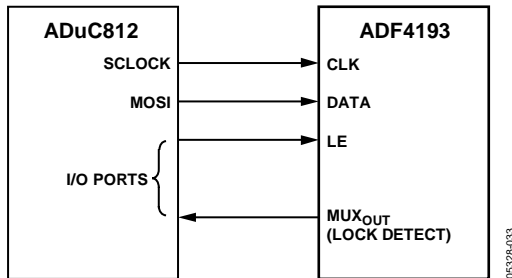 ADuC812
ADF4193
SCLOCK
CLK
MOSI
DATA
LE
I/O PORTS
MUXOUT
(LOCK DETECT)
05328-033